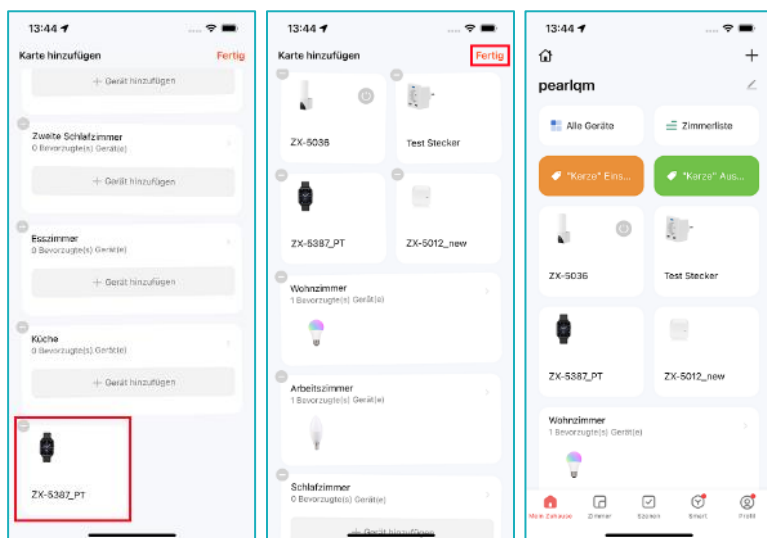 13:44
Karte hinzufügen
Fertig
+ Gerät hinzufügen
Zweite Schlafzimmer
0 Bevorzugte(s) Gerät(e)
+ Gerät hinzufügen
Esszimmer
0 Bevorzugte(s) Gerät(e)
+ Gerät hinzufügen
Küche
0 Bevorzugte(s) Gerät(e)
+ Gerät hinzufügen
ZX-5387_PT
13:44
Karte hinzufügen
Fertig
ZX-5036
Test Stecker
ZX-5387_PT
ZX-5012_new
Wohnzimmer
1 Bevorzugte(s) Gerät(e)
Arbeitszimmer
1 Bevorzugte(s) Gerät(e)
Schlafzimmer
0 Bevorzugte(s) Gerät(e)
+ Gerät hinzufügen
13:44
pearlqm
Alle Geräte
Zimmerliste
"Kerze" Eins...
"Kerze" Aus...
ZX-5036
Test Stecker
ZX-5387_PT
ZX-5012_new
Wohnzimmer
1 Bevorzugte(s) Gerät(e)
Mein Zuhause
Zimmer
Szenen
Smart
Profil